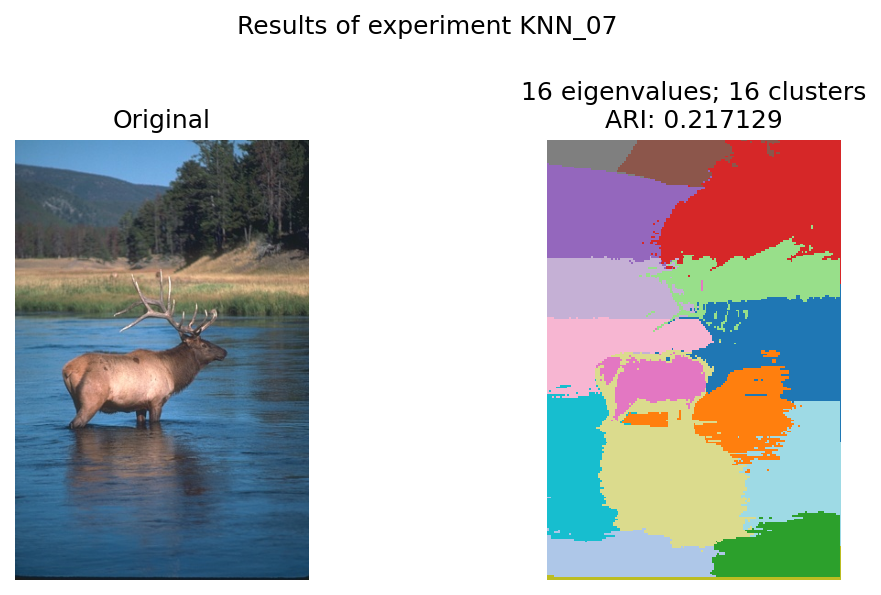 Results of experiment KNN_07
Original
16 eigenvalues; 16 clusters
ARI: 0.217129